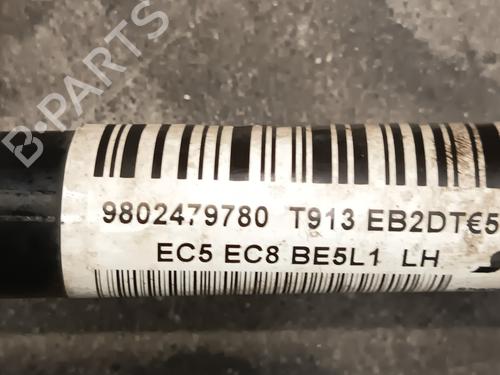 B-PARTS
9802479780 T913 EB2DT€5
EC5 EC8 BE5L1 LH